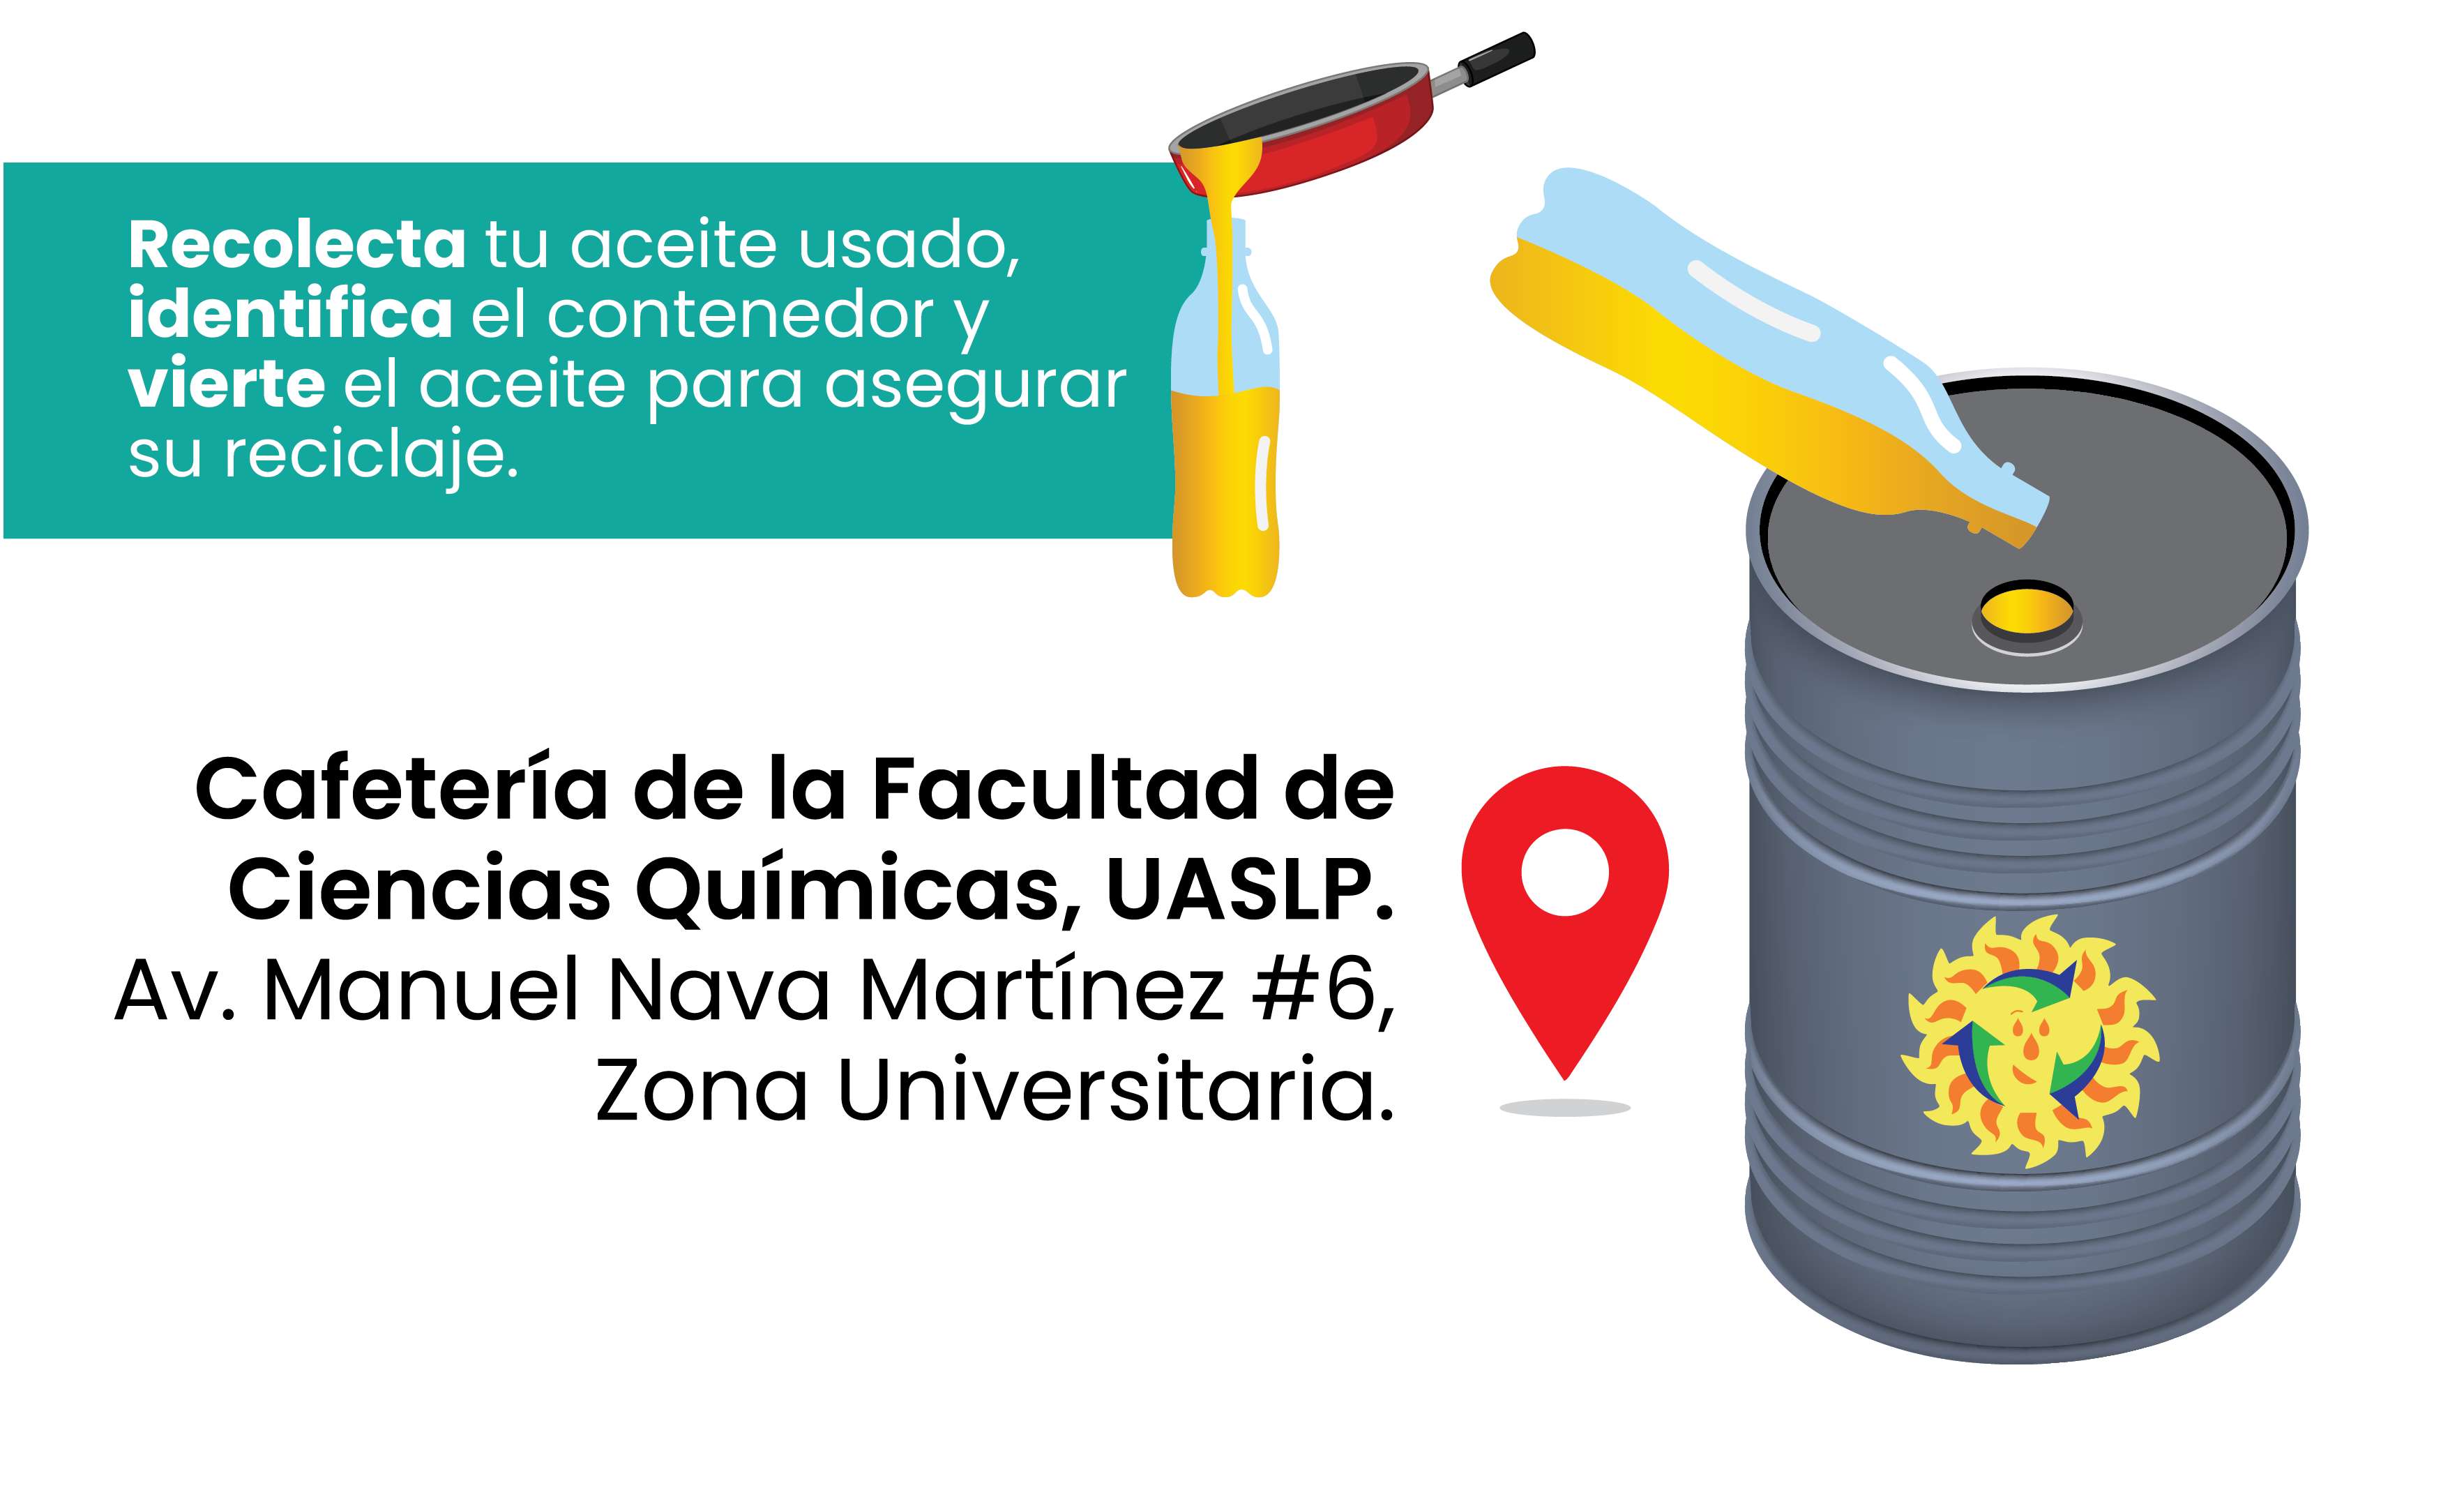 Recolecta tu aceite usado,
identifica el contenedor y
vierte el aceite para asegurar
su reciclaje.
Cafetería de la Facultad de
Ciencias Químicas, UASLP.
Av. Manuel Nava Martínez #6,
Zona Universitaria.